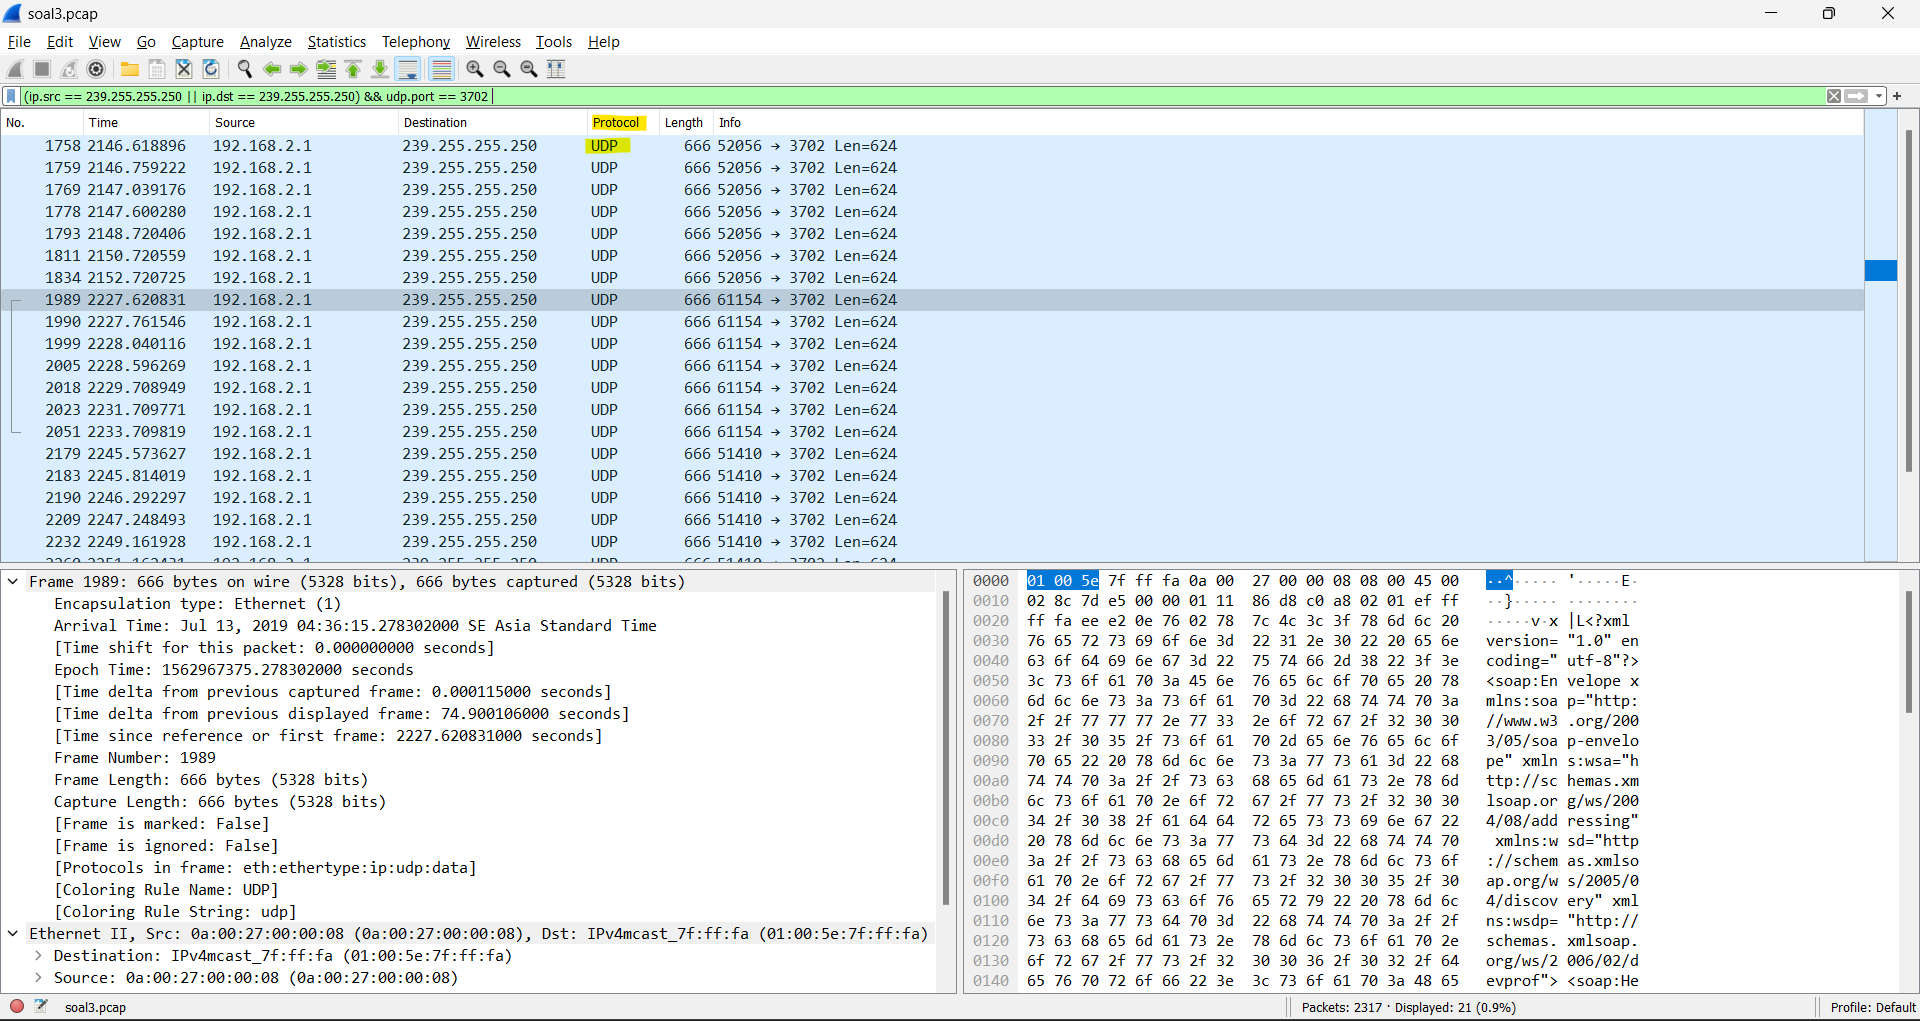 soal3.pcap
File Edit View Go Capture Analyze Statistics Telephony Wireless Tools Help
(ip.src == 239.255.255.250 || ip.dst == 239.255.255.250) && udp.port == 3702
No. Time Source Destination Protocol Length Info
1758 2146.618896 192.168.2.1 239.255.255.250 UDP 666 52056 → 3702 Len=624
1759 2146.759222 192.168.2.1 239.255.255.250 UDP 666 52056 → 3702 Len=624
1769 2147.039176 192.168.2.1 239.255.255.250 UDP 666 52056 → 3702 Len=624
1778 2147.600280 192.168.2.1 239.255.255.250 UDP 666 52056 → 3702 Len=624
1793 2148.720406 192.168.2.1 239.255.255.250 UDP 666 52056 → 3702 Len=624
1811 2150.720559 192.168.2.1 239.255.255.250 UDP 666 52056 → 3702 Len=624
1834 2152.720725 192.168.2.1 239.255.255.250 UDP 666 52056 → 3702 Len=624
1989 2227.620831 192.168.2.1 239.255.255.250 UDP 666 61154 → 3702 Len=624
1990 2227.761546 192.168.2.1 239.255.255.250 UDP 666 61154 → 3702 Len=624
1999 2228.040116 192.168.2.1 239.255.255.250 UDP 666 61154 → 3702 Len=624
2005 2228.596269 192.168.2.1 239.255.255.250 UDP 666 61154 → 3702 Len=624
2018 2229.708949 192.168.2.1 239.255.255.250 UDP 666 61154 → 3702 Len=624
2023 2231.709771 192.168.2.1 239.255.255.250 UDP 666 61154 → 3702 Len=624
2051 2233.709819 192.168.2.1 239.255.255.250 UDP 666 61154 → 3702 Len=624
2179 2245.573627 192.168.2.1 239.255.255.250 UDP 666 51410 → 3702 Len=624
2183 2245.814019 192.168.2.1 239.255.255.250 UDP 666 51410 → 3702 Len=624
2190 2246.292297 192.168.2.1 239.255.255.250 UDP 666 51410 → 3702 Len=624
2209 2247.248493 192.168.2.1 239.255.255.250 UDP 666 51410 → 3702 Len=624
2232 2249.161928 192.168.2.1 239.255.255.250 UDP 666 51410 → 3702 Len=624
Frame 1989: 666 bytes on wire (5328 bits), 666 bytes captured (5328 bits)
Encapsulation type: Ethernet (1)
Arrival Time: Jul 13, 2019 04:36:15.278302000 SE Asia Standard Time
[Time shift for this packet: 0.000000000 seconds]
Epoch Time: 1562967375.278302000 seconds
[Time delta from previous captured frame: 0.000115000 seconds]
[Time delta from previous displayed frame: 74.900106000 seconds]
[Time since reference or first frame: 2227.620831000 seconds]
Frame Number: 1989
Frame Length: 666 bytes (5328 bits)
Capture Length: 666 bytes (5328 bits)
[Frame is marked: False]
[Frame is ignored: False]
[Protocols in frame: eth:ethertype:ip:udp:data]
[Coloring Rule Name: UDP]
[Coloring Rule String: udp]
Ethernet II, Src: 0a:00:27:00:00:08 (0a:00:27:00:00:08), Dst: IPv4mcast_7f:ff:fa (01:00:5e:7f:ff:fa)
Destination: IPv4mcast_7f:ff:fa (01:00:5e:7f:ff:fa)
Source: 0a:00:27:00:00:08 (0a:00:27:00:00:08)
0000 01 00 5e 7f ff fa 0a 00 27 00 00 08 08 00 45 00 ··^····· '·····E·
0010 02 8c 7d e5 00 00 01 11 86 d8 c0 a8 02 01 ef ff ··}····· ········
0020 ff fa ee e2 0e 76 02 78 7c 4c 3c 3f 78 6d 6c 20 ·····v·x |L<?xml
0030 76 65 72 73 69 6f 6e 3d 22 31 2e 30 22 20 65 6e version= "1.0" en
0040 63 6f 64 69 6e 67 3d 22 75 74 66 2d 38 22 3f 3e coding=" utf-8"?>
0050 3c 73 6f 61 70 3a 45 6e 76 65 6c 6f 70 65 20 78 <soap:En velope x
0060 6d 6c 6e 73 3a 73 6f 61 70 3d 22 68 74 74 70 3a mlns:soa p="http:
0070 2f 2f 77 77 77 2e 77 33 2e 6f 72 67 2f 32 30 30 //www.w3 .org/200
0080 33 2f 30 35 2f 73 6f 61 70 2d 65 6e 76 65 6c 6f 3/05/soa p-envelo
0090 70 65 22 20 78 6d 6c 6e 73 3a 77 73 61 3d 22 68 pe" xmln s:wsa="h
00a0 74 74 70 3a 2f 2f 73 63 68 65 6d 61 73 2e 78 6d ttp://sc hemas.xm
00b0 6c 73 6f 61 70 2e 6f 72 67 2f 77 73 2f 32 30 30 lsoap.or g/ws/200
00c0 34 2f 30 38 2f 61 64 64 72 65 73 73 69 6e 67 22 4/08/add ressing"
00d0 20 78 6d 6c 6e 73 3a 77 73 64 3d 22 68 74 74 70 xmlns:w sd="http
00e0 3a 2f 2f 73 63 68 65 6d 61 73 2e 78 6d 6c 73 6f ://schem as.xmlso
00f0 61 70 2e 6f 72 67 2f 77 73 2f 32 30 30 35 2f 30 ap.org/w s/2005/0
0100 34 2f 64 69 73 63 6f 76 65 72 79 22 20 78 6d 6c 4/discov ery" xml
0110 6e 73 3a 77 73 64 70 3d 22 68 74 74 70 3a 2f 2f ns:wsdp= "http://
0120 73 63 68 65 6d 61 73 2e 78 6d 6c 73 6f 61 70 2e schemas. xmlsoap.
0130 6f 72 67 2f 77 73 2f 32 30 30 36 2f 30 32 2f 64 org/ws/2 006/02/d
0140 65 76 70 72 6f 66 22 3e 3c 73 6f 61 70 3a 48 65 evprof"> <soap:He
soal3.pcap
Packets: 2317 · Displayed: 21 (0.9%)
Profile: Default